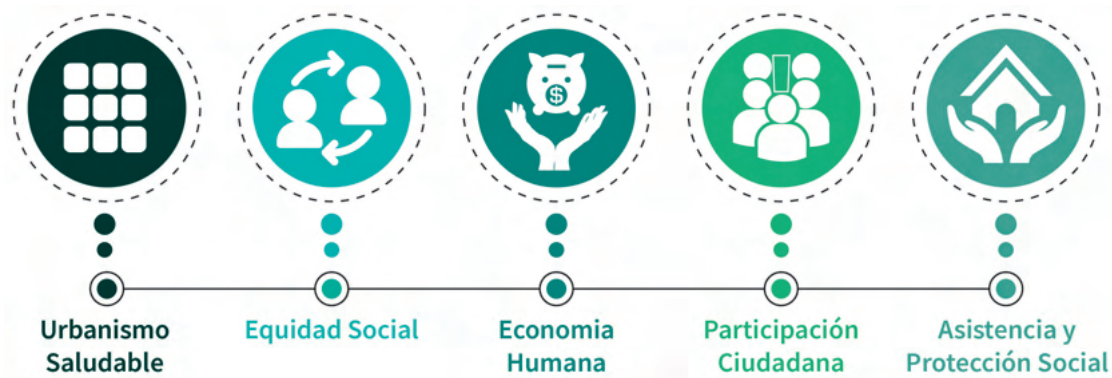 $
Urbanismo
Saludable
Equidad Social
Economia
Humana
Participación
Ciudadana
Asistencia y
Protección Social